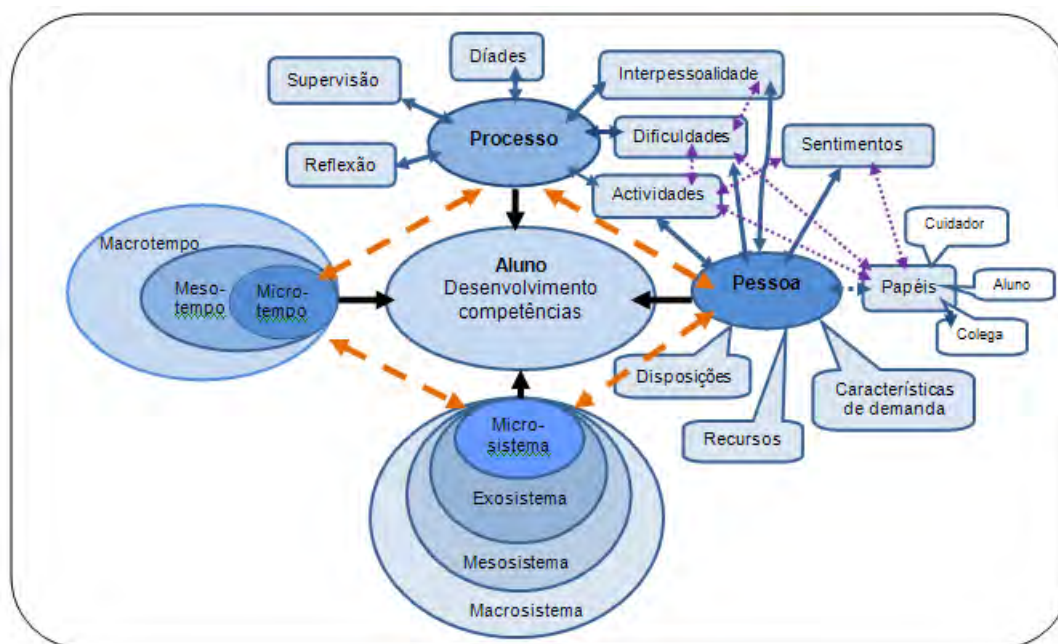 Díades
Supervisão
Interpessoalidade
Processo
Dificuldades
Sentimentos
Reflexão
Actividades
Cuidador
Macrotempo
Aluno
Desenvolvimento
competências
Meso-
tempo
Micro-
tempo
Pessoa
Papéis
Aluno
Colega
Disposições
Características
de demanda
Recursos
Micro-
sistema
Exosistema
Mesosistema
Macrosistema